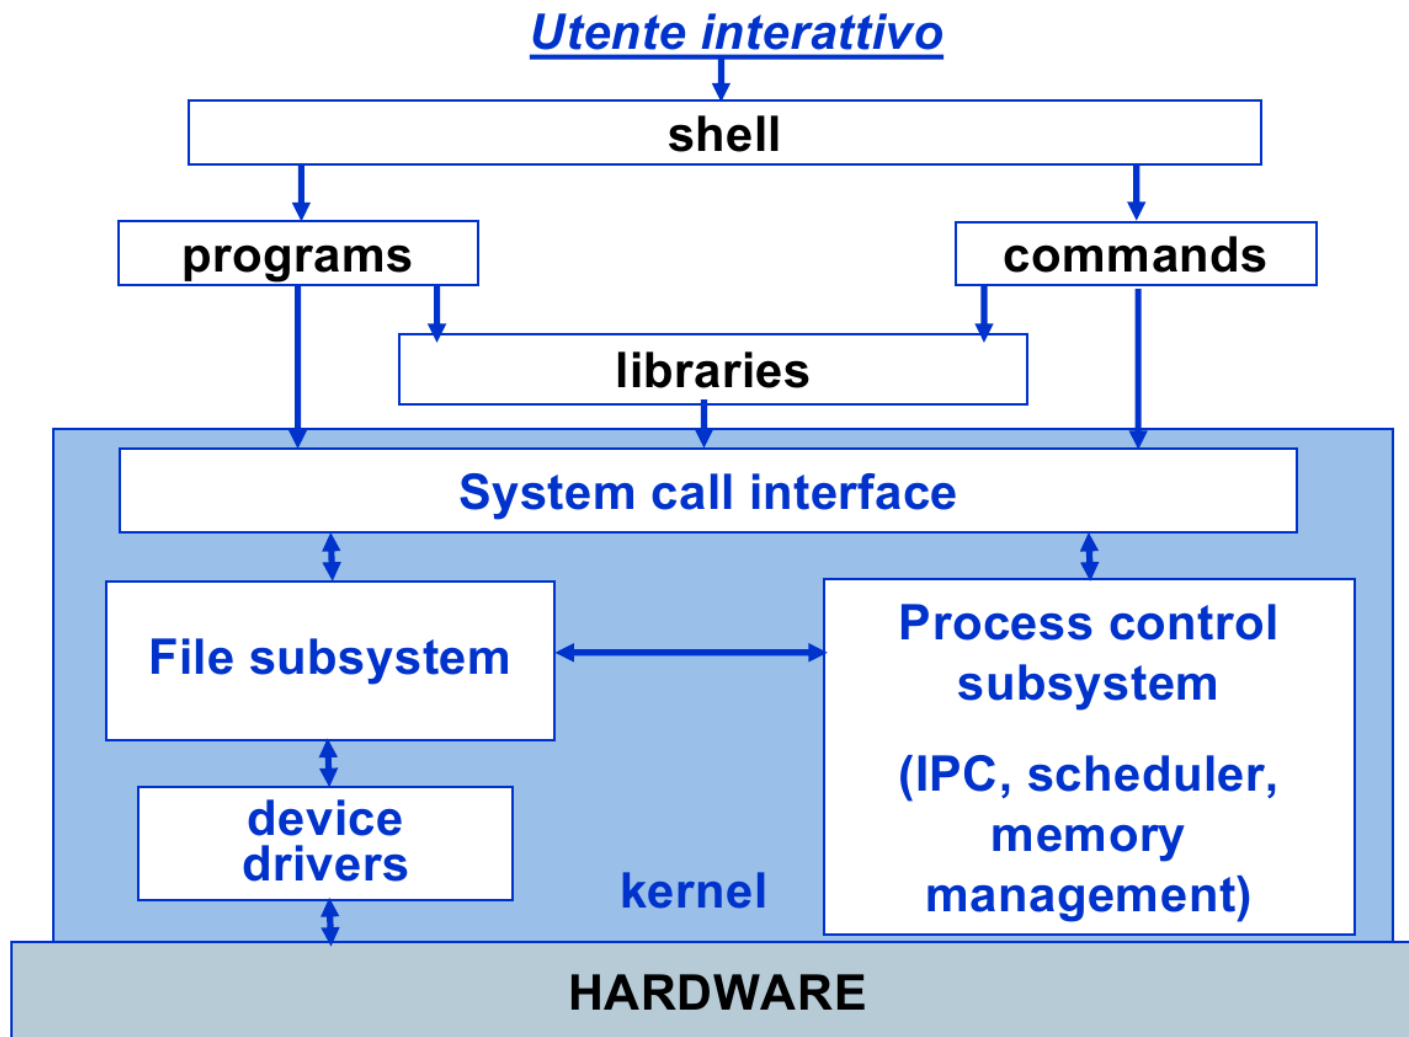 Utente interattivo
shell
programs
commands
libraries
System call interface
File subsystem
Process control
subsystem
(IPC, scheduler,
memory
management)
device
drivers
kernel
HARDWARE